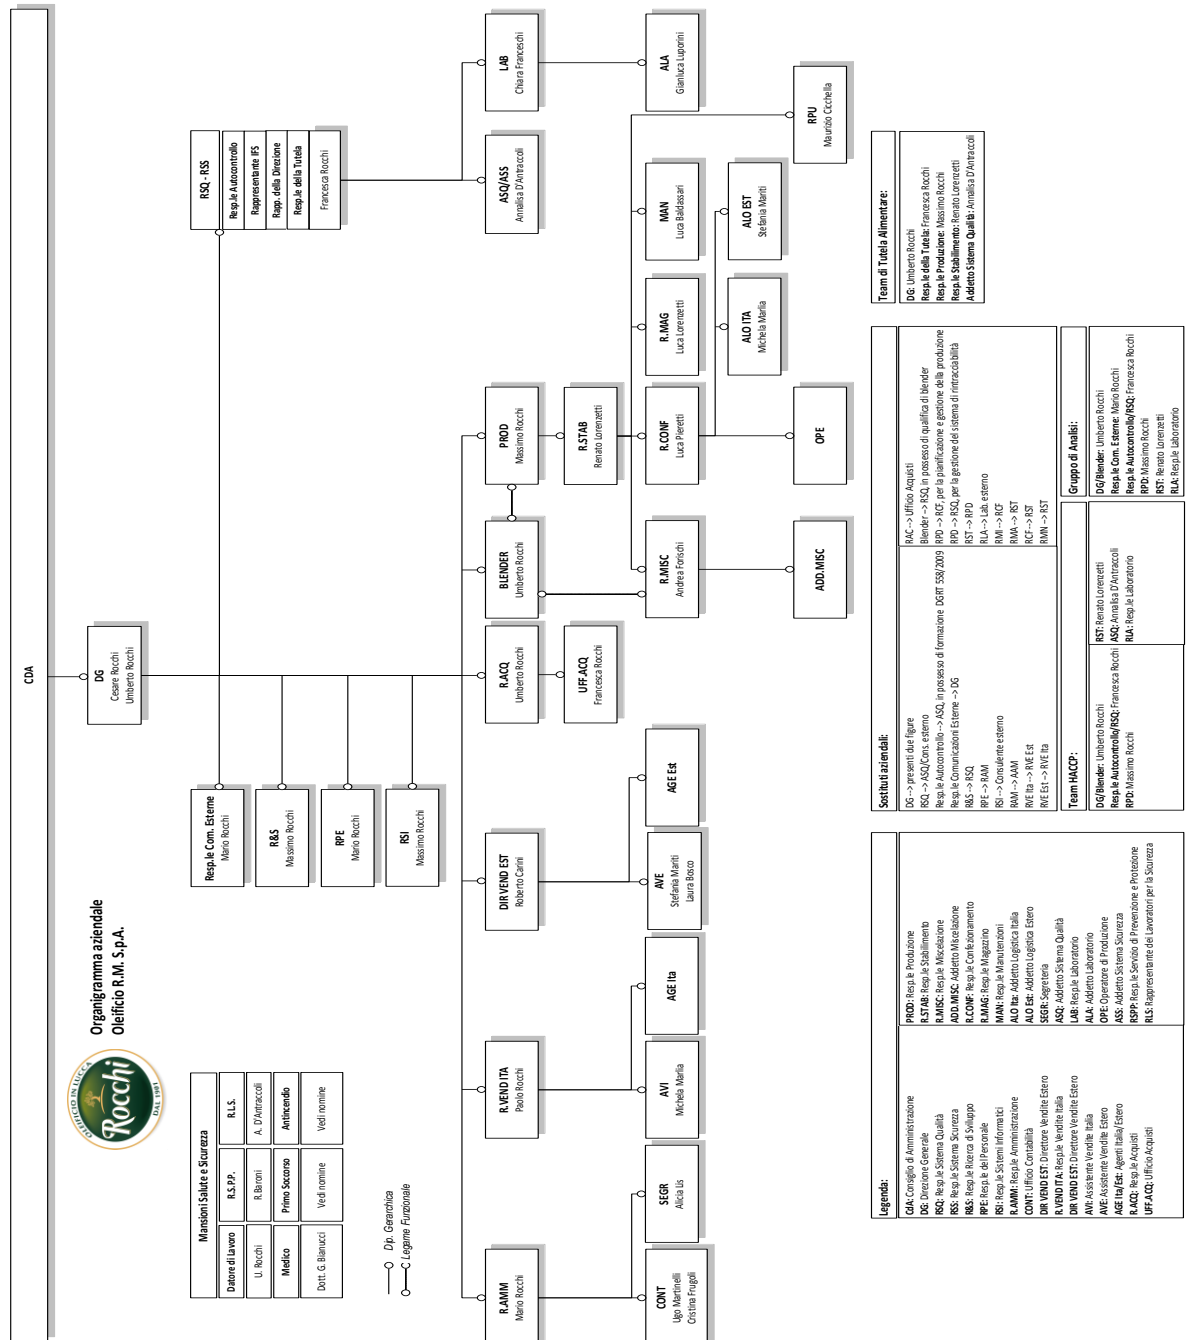 CDA
DG
Cesare Rocchi
Umberto Rocchi
OLEIFICIO IN LUCCA
Rocchi
DAL 1901
Organigramma aziendale
Oleificio R.M. S.p.A.
Mansioni Salute e Sicurezza
Datore di lavoro
R.S.P.P.
R.L.S.
U. Rocchi
R.Baroni
A. D'Antraccoli
Medico
Primo Soccorso
Antincendio
Dott. G. Bianucci
Vedi nomine
Vedi nomine
Dip. Gerarchica
Legame Funzionale
Resp.le Com. Esterne
Mario Rocchi
R&S
Massimo Rocchi
RPE
Mario Rocchi
RSI
Massimo Rocchi
RSQ - RSS
Resp.le Autocontrollo
Rappresentante IFS
Rapp. della Direzione
Resp.le della Tutela
Francesca Rocchi
R.AMM
Mario Rocchi
R.VEND ITA
Paolo Rocchi
DIR VEND EST
Roberto Carini
R.ACQ
Umberto Rocchi
BLENDER
Umberto Rocchi
PROD
Massimo Rocchi
ASQ/ASS
Annalisa D'Antraccoli
LAB
Chiara Franceschi
UFF.ACQ
Francesca Rocchi
R.STAB
Renato Lorenzetti
CONT
Ugo Martinelli
Cristina Frugoli
SEGR
Alicia Lis
AVI
Michela Marlia
AGE Ita
AVE
Stefania Mariti
Laura Bosco
AGE Est
R.MISC
Andrea Forischi
R.CONF
Luca Pieretti
R.MAG
Luca Lorenzetti
MAN
Luca Baldassari
ALA
Gianluca Luporini
ALO ITA
Michela Marlia
ALO EST
Stefania Mariti
ADD.MISC
OPE
RPU
Maurizio Cicchella
Legenda:
CdA: Consiglio di Amministrazione
DG: Direzione Generale
RSQ: Resp.le Sistema Qualità
RSS: Resp.le Sistema Sicurezza
R&S: Resp.le Ricerca di Sviluppo
RPE: Resp.le del Personale
RSI: Resp.le Sistemi Informatici
R.AMM: Resp.le Amministrazione
CONT: Ufficio Contabilità
DIR VEND EST: Direttore Vendite Estero
R.VEND ITA: Resp.le Vendite Italia
DIR VEND EST: Direttore Vendite Estero
AVI: Assistente Vendite Italia
AVE: Assistente Vendite Estero
AGE Ita/Est: Agenti Italia/Estero
R.ACQ: Resp.le Acquisti
UFF.ACQ: Ufficio Acquisti
PROD: Resp.le Produzione
R.STAB: Resp.le Stabilimento
R.MISC: Resp.le Miscelazione
ADD.MISC: Addetto Miscelazione
R.CONF: Resp.le Confezionamento
R.MAG: Resp.le Magazzino
MAN: Resp.le Manutenzioni
ALO Ita: Addetto Logistica Italia
ALO Est: Addetto Logistica Estero
SEGR: Segreteria
ASQ: Addetto Sistema Qualità
LAB: Resp.le Laboratorio
ALA: Addetto Laboratorio
OPE: Operatore di Produzione
ASS: Addetto Sistema Sicurezza
RSPP: Resp.le Servizio di Prevenzione e Protezione
RLS: Rappresentante dei Lavoratori per la Sicurezza
Sostituti aziendali:
DG --> presenti due figure
RSQ --> ASQ/Cons. esterno
Resp.le Autocontrollo --> ASQ, in possesso di formazione DGRT 558/2009
Resp.le Comunicazioni Esterne --> DG
R&S --> RSQ
RPE --> RAM
RSI --> Consulente esterno
RAM --> AAM
RVE Ita --> RVE Est
RVE Est --> RVE Ita
RAC --> Ufficio Acquisti
Blender --> RSQ, in possesso di qualifica di blender
RPD --> RCF, per la pianificazione e gestione della produzione
RPD --> RSQ, per la gestione del sistema di rintracciabilità
RST --> RPD
RLA --> Lab. esterno
RMI --> RCF
RMA --> RST
RCF --> RST
RMN --> RST
Team HACCP:
DG/Blender: Umberto Rocchi
Resp.le Autocontrollo/RSQ: Francesca Rocchi
RPD: Massimo Rocchi
RST: Renato Lorenzetti
ASQ: Annalisa D'Antraccoli
RLA: Resp.le Laboratorio
Gruppo di Analisi:
DG/Blender: Umberto Rocchi
Resp.le Com. Esterne: Mario Rocchi
Resp.le Autocontrollo/RSQ: Francesca Rocchi
RPD: Massimo Rocchi
RST: Renato Lorenzetti
RLA: Resp.le Laboratorio
Team di Tutela Alimentare:
DG: Umberto Rocchi
Resp.le della Tutela: Francesca Rocchi
Resp.le Produzione: Massimo Rocchi
Resp.le Stabilimento: Renato Lorenzetti
Addetto Sistema Qualità: Annalisa D'Antraccoli